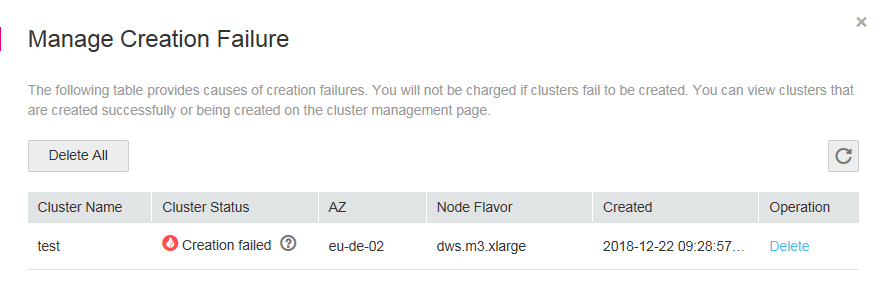 Manage Creation Failure
The following table provides causes of creation failures. You will not be charged if clusters fail to be created. You can view clusters that
are created successfully or being created on the cluster management page.
Delete All
Cluster Name Cluster Status AZ Node Flavor Created Operation
test Creation failed eu-de-02 dws.m3.xlarge 2018-12-22 09:28:57... Delete